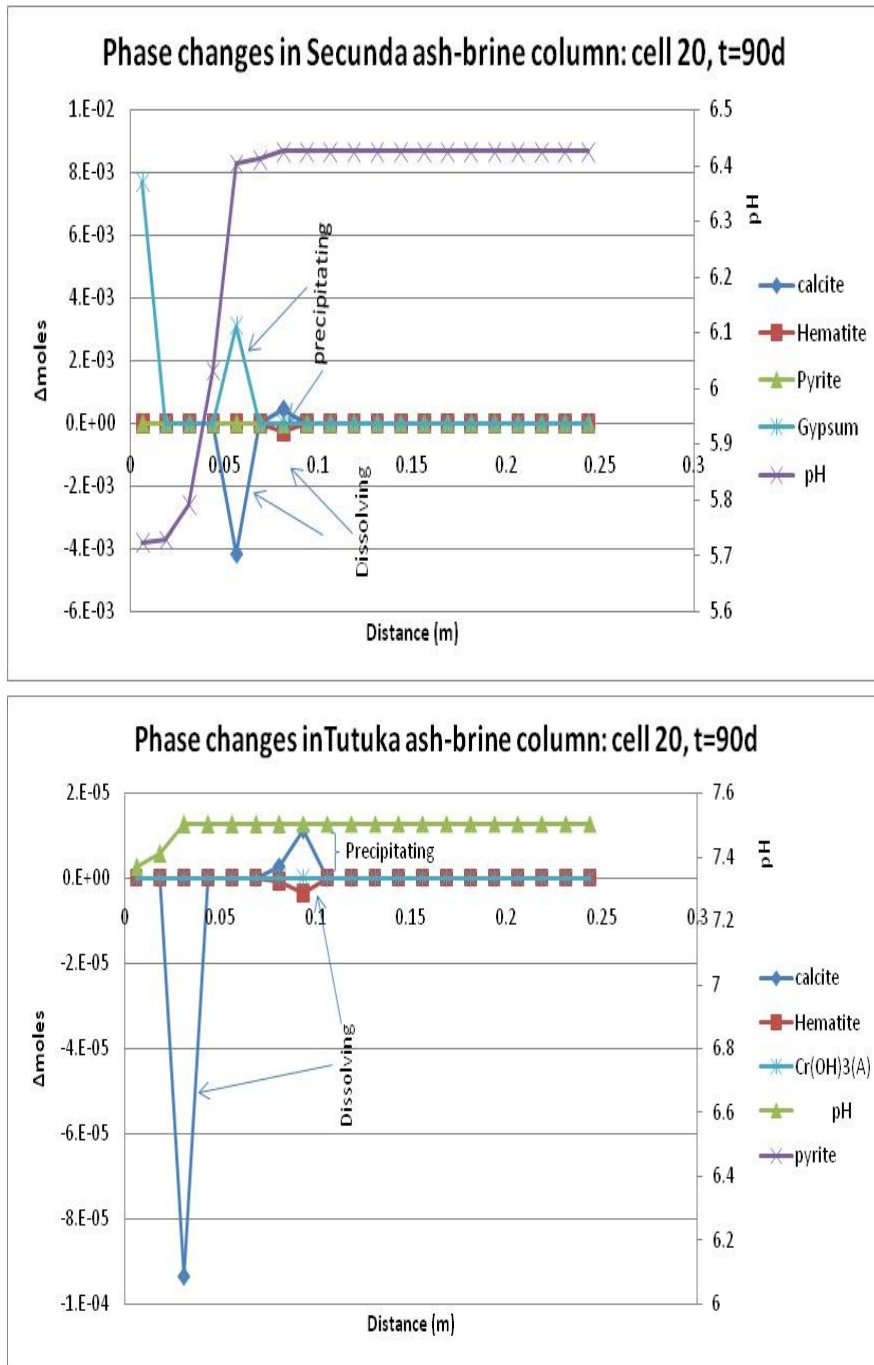 Phase changes in Secunda ash-brine column: cell 20, t=90d
1.E-02
8.E-03
6.E-03
4.E-03
2.E-03
0.E+00
-2.E-03
-4.E-03
-6.E-03
Δmoles
0
0.05
0.1
0.15
0.2
0.25
0.3
Distance (m)
6.5
6.4
6.3
6.2
6.1
6
5.9
5.8
5.7
5.6
pH
precipitating
Dissolving
calcite
Hematite
Pyrite
Gypsum
pH
Phase changes inTutuka ash-brine column: cell 20, t=90d
2.E-05
0.E+00
-2.E-05
-4.E-05
-6.E-05
-8.E-05
-1.E-04
Δmoles
0
0.05
0.1
0.15
0.2
0.25
0.3
Distance (m)
7.6
7.4
7.2
7
6.8
6.6
6.4
6.2
6
pH
Precipitating
Dissolving
calcite
Hematite
Cr(OH)3(A)
pH
pyrite